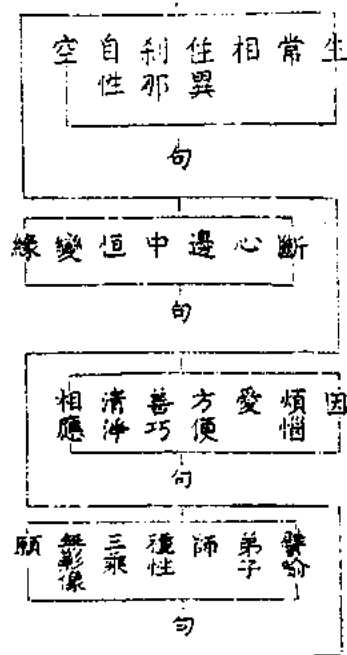 生 常 相 住異 刹那 自性 空
句
斷 心 邊 中 恒 變 緣
句
因 煩惱 愛 方便 善巧 清淨 相應
句
譬喻 弟子 師 種性 三乘 無影像 願
句